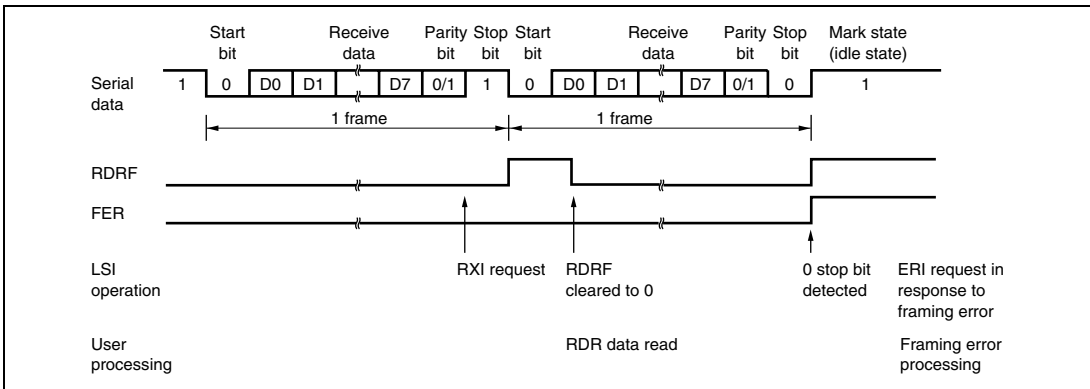 Start bit Receive data Parity bit Stop bit Start bit Receive data Parity bit Stop bit Mark state (idle state)
Serial data 1 0 D0 D1 D7 0/1 1 0 D0 D1 D7 0/1 0 1
1 frame 1 frame
RDRF
FER
LSI operation RXI request RDRF cleared to 0 0 stop bit detected ERI request in response to framing error
User processing RDR data read Framing error processing